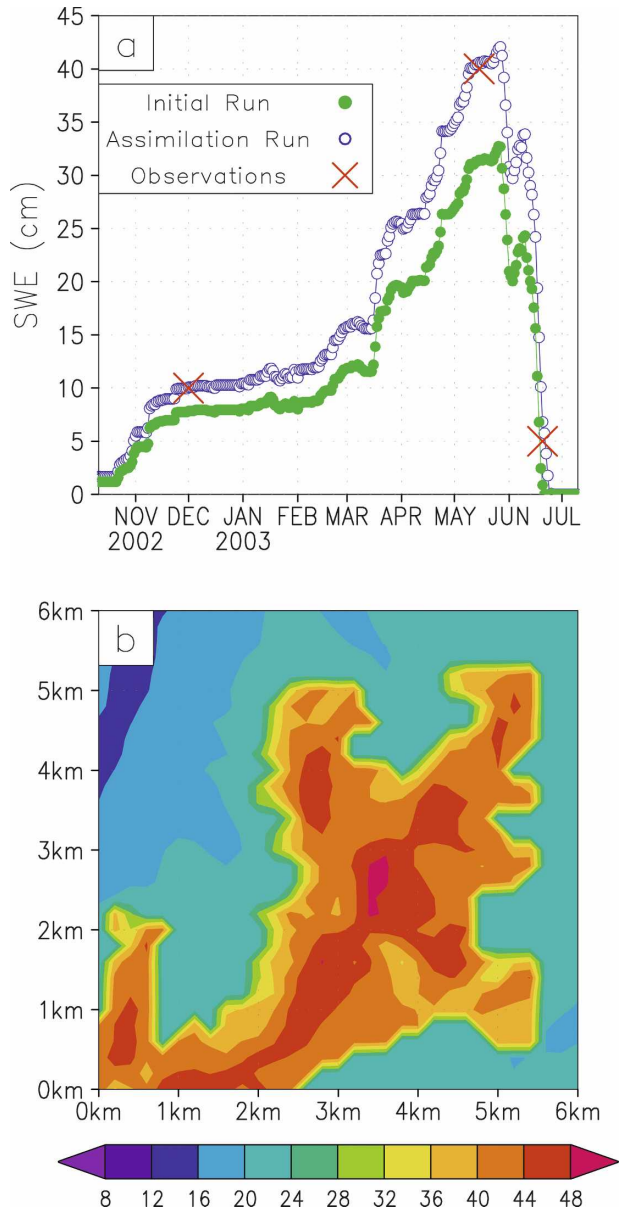 a
45
40
35
30
25
20
15
10
5
0
SWE (cm)
Initial Run
Assimilation Run
Observations
NOV DEC JAN FEB MAR APR MAY JUN JUL
2002 2003
b
6km
5km
4km
3km
2km
1km
0km
0km 1km 2km 3km 4km 5km 6km
8 12 16 20 24 28 32 36 40 44 48